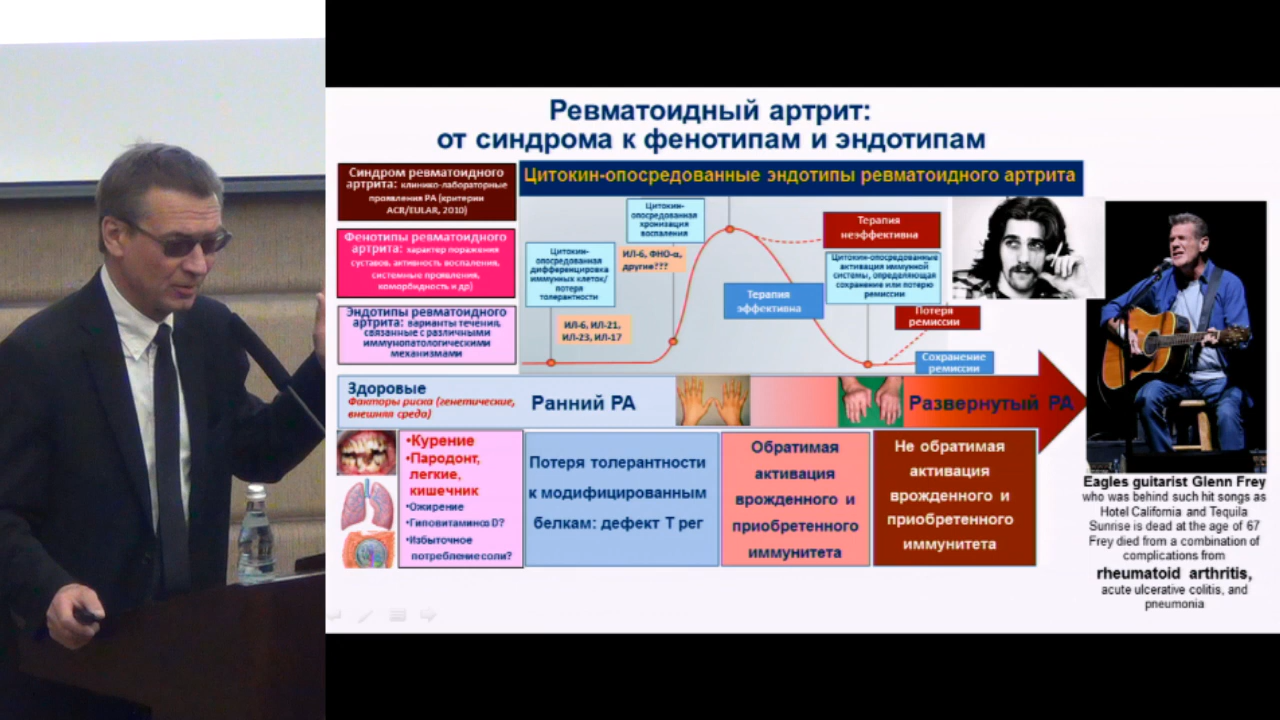 Ревматоидный артрит:
от синдрома к фенотипам и эндотипам
Синдром ревматоидного
артрита: клинико-лабораторные
проявления РА (критерии
ACR/EULAR, 2010)
Фенотипы ревматоидного
артрита: характер поражения
суставов, активность воспаления,
системные проявления,
коморбидность и др)
Эндотипы ревматоидного
артрита: варианты течения,
связанные с различными
иммунопатологическими
механизмами
Цитокин-опосредованные эндотипы ревматоидного артрита
Цитокин-
опосредованная
дифференцировка
иммунных клеток/
потеря
толерантности
ИЛ-6, ИЛ-21,
ИЛ-23, ИЛ-17
Цитокин-
опосредованная
хронизация
воспаления
ИЛ-6, ФНО-α,
другие???
Терапия
эффективна
Терапия
неэффективна
Цитокин-опосредованные
активация иммунной
системы, определяющая
сохранение или потерю
ремиссии
Потеря
ремиссии
Сохранение
ремиссии
Здоровые
Факторы риска (генетические,
внешняя среда)
Ранний РА
Развернутый РА
•Курение
•Пародонт,
легкие,
кишечник
•Ожирение
•Гиповитаминоз D?
•Избыточное
потребление соли?
Потеря толерантности
к модифицированным
белкам: дефект Т рег
Обратимая
активация
врожденного и
приобретенного
иммунитета
Не обратимая
активация
врожденного и
приобретенного
иммунитета
Eagles guitarist Glenn Frey
who was behind such hit songs as
Hotel California and Tequila
Sunrise is dead at the age of 67
Frey died from a combination of
complications from
rheumatoid arthritis,
acute ulcerative colitis, and
pneumonia